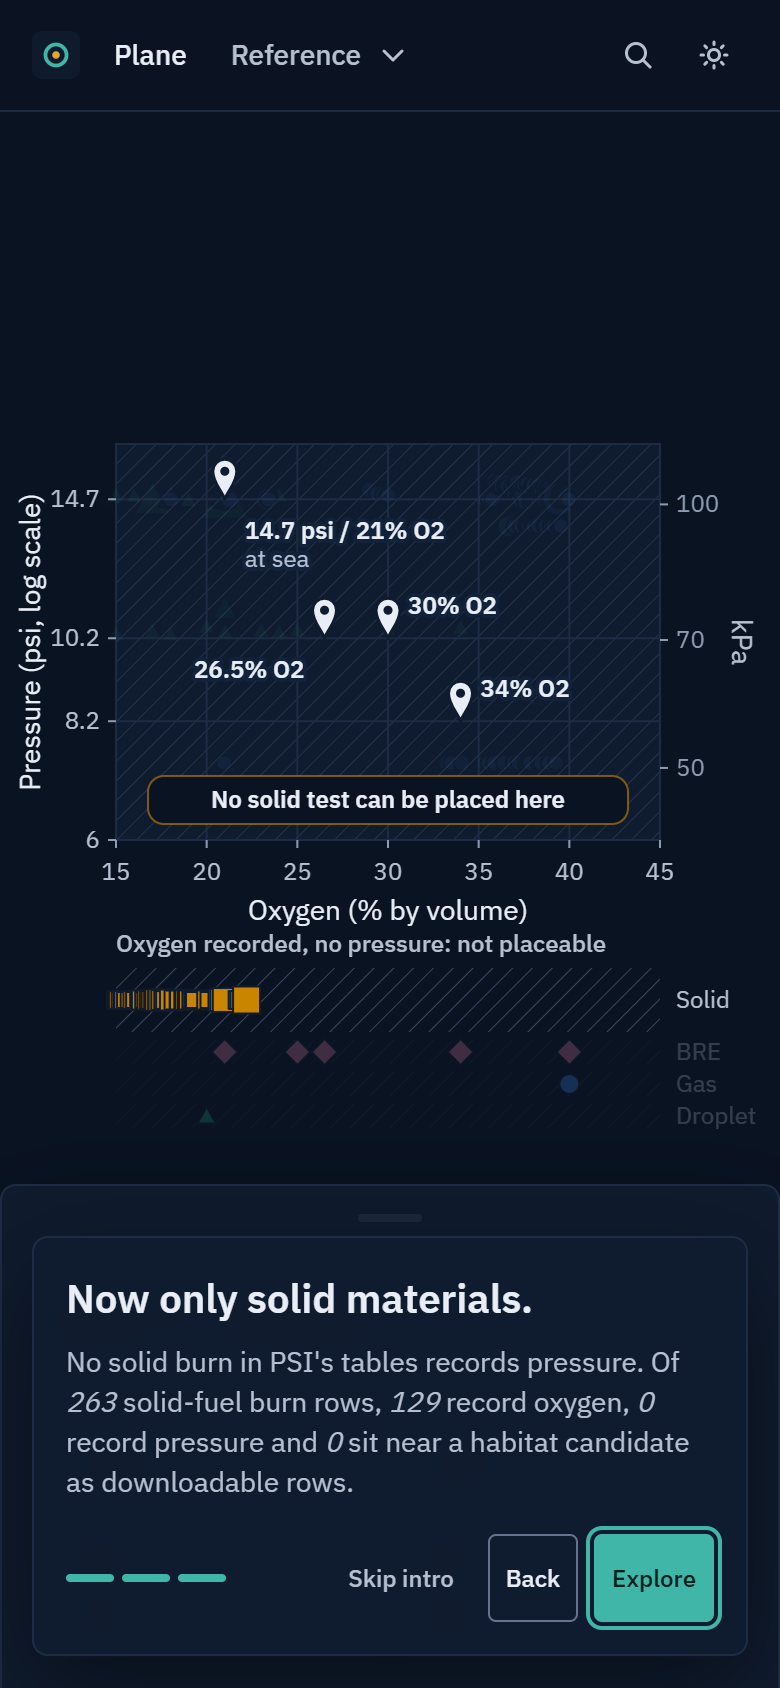 Plane Reference
14.7
100
14.7 psi / 21% O2
at sea
30% O2
10.2
70
26.5% O2
34% O2
8.2
50
No solid test can be placed here
6
15 20 25 30 35 40 45
Pressure (psi, log scale)
kPa
Oxygen (% by volume)
Oxygen recorded, no pressure: not placeable
Solid
BRE
Gas
Droplet
Now only solid materials.
No solid burn in PSI's tables records pressure. Of
263 solid-fuel burn rows, 129 record oxygen, 0
record pressure and 0 sit near a habitat candidate
as downloadable rows.
Skip intro Back Explore